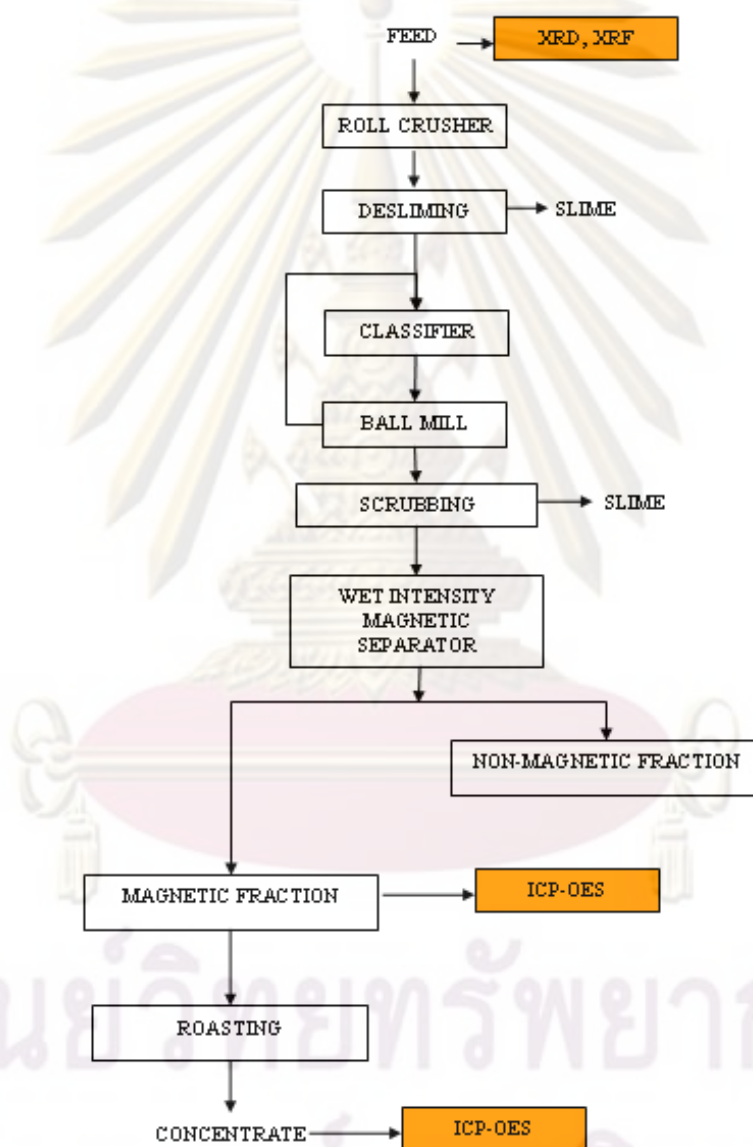 FEED
XRD, XRF
ROLL CRUSHER
DESLIMING
SLIME
CLASSIFIER
BALL MILL
SCRUBBING
SLIME
WET INTENSITY
MAGNETIC
SEPARATOR
NON-MAGNETIC FRACTION
MAGNETIC FRACTION
ICP-OES
ROASTING
CONCENTRATE
ICP-OES